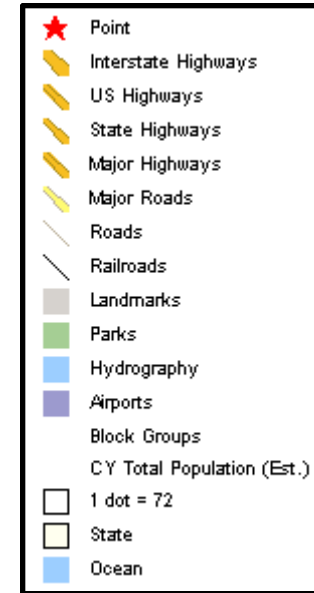 Point
Interstate Highways
US Highways
State Highways
Major Highways
Major Roads
Roads
Railroads
Landmarks
Parks
Hydrography
Airports
Block Groups
CY Total Population (Est.)
1 dot = 72
State
Ocean